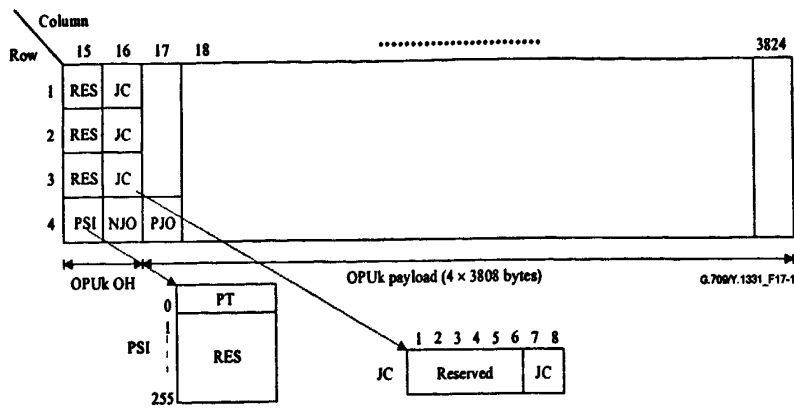 Column
Row 15 16 17 18 3824
1 RES JC
2 RES JC
3 RES JC
4 PSI NJO PJO
OPUk OH OPUk payload (4 × 3808 bytes) G.709/Y.1331_F17-1
0 PT
1
PSI RES
255
1 2 3 4 5 6 7 8
JC Reserved JC